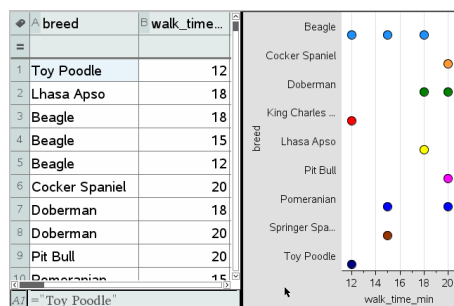 A breed B walk_time...
=
1 Toy Poodle 12
2 Lhasa Apso 18
3 Beagle 18
4 Beagle 15
5 Beagle 12
6 Cocker Spaniel 20
7 Doberman 18
8 Doberman 20
9 Pit Bull 20
10 Pomeranian 15
A1 ="Toy Poodle"
breed
Beagle
Cocker Spaniel
Doberman
King Charles ...
Lhasa Apso
Pit Bull
Pomeranian
Springer Spa...
Toy Poodle
12 14 16 18 20
walk_time_min